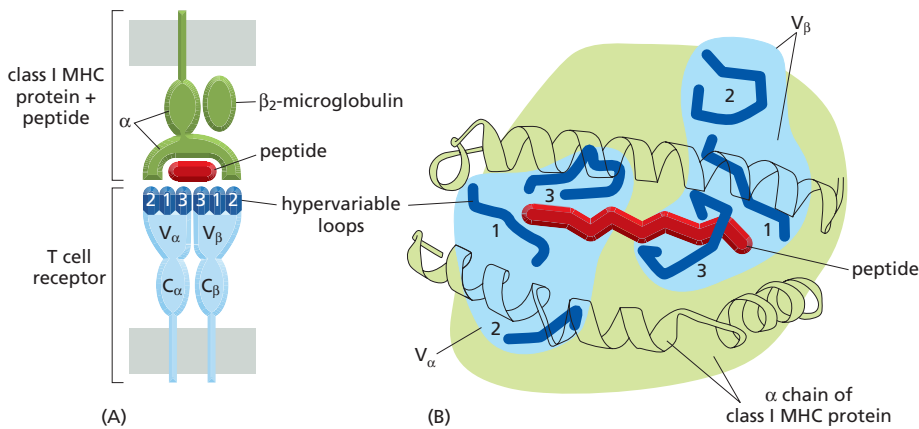 class I MHC
protein +
peptide
α
β₂-microglobulin
peptide
2 1 3 3 1 2
hypervariable
loops
Vα Vβ
T cell
receptor
Cα Cβ
(A)
Vβ
2
3
1
1
3
peptide
2
Vα
α chain of
class I MHC protein
(B)